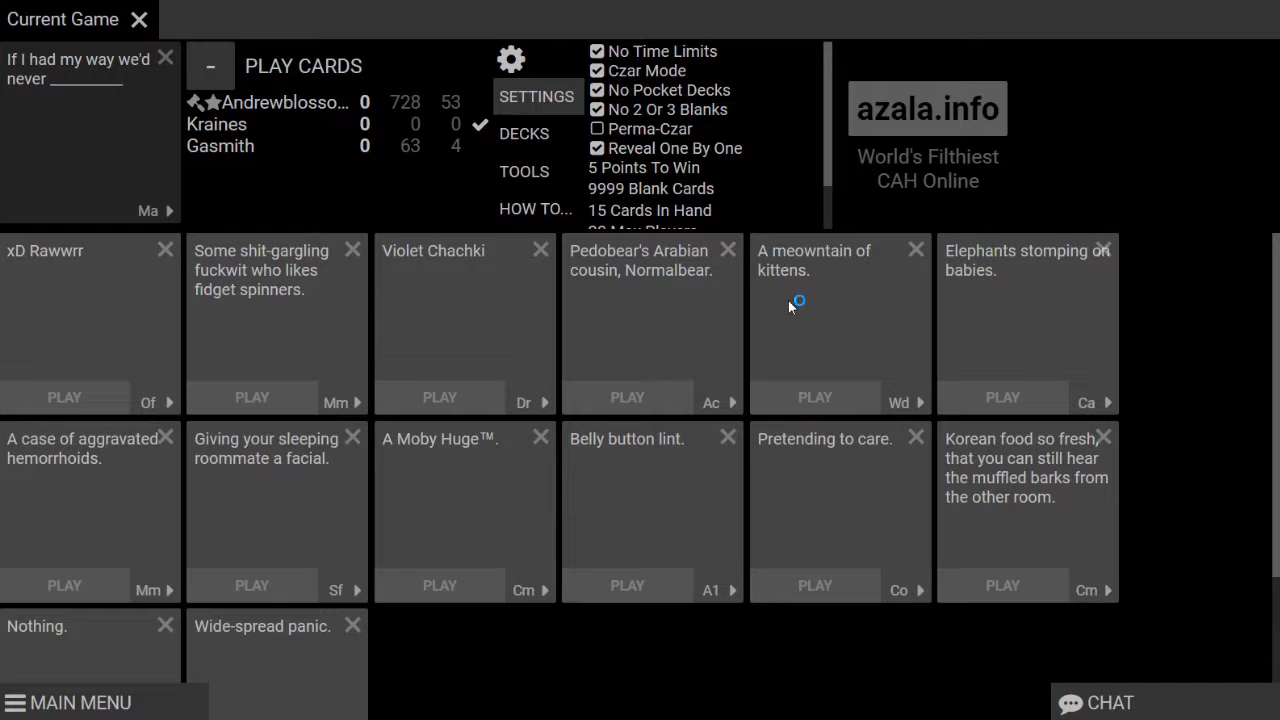 Current Game
If I had my way we'd
never __________
Ma
-
PLAY CARDS
Andrewblosso... 0 728 53
Kraines 0 0 0
Gasmith 0 63 4
SETTINGS
DECKS
TOOLS
HOW TO...
No Time Limits
Czar Mode
No Pocket Decks
No 2 Or 3 Blanks
Perma-Czar
Reveal One By One
5 Points To Win
9999 Blank Cards
15 Cards In Hand
azala.info
World's Filthiest
CAH Online
xD Rawwrr
PLAY
Of
Some shit-gargling
fuckwit who likes
fidget spinners.
PLAY
Mm
Violet Chachki
PLAY
Dr
Pedobear's Arabian
cousin, Normalbear.
PLAY
Ac
A meowntain of
kittens.
PLAY
Wd
Elephants stomping on
babies.
PLAY
Ca
A case of aggravated
hemorrhoids.
PLAY
Mm
Giving your sleeping
roommate a facial.
PLAY
Sf
A Moby Huge™.
PLAY
Cm
Belly button lint.
PLAY
A1
Pretending to care.
PLAY
Co
Korean food so fresh,
that you can still hear
the muffled barks from
the other room.
PLAY
Cm
Nothing.
Wide-spread panic.
MAIN MENU
CHAT